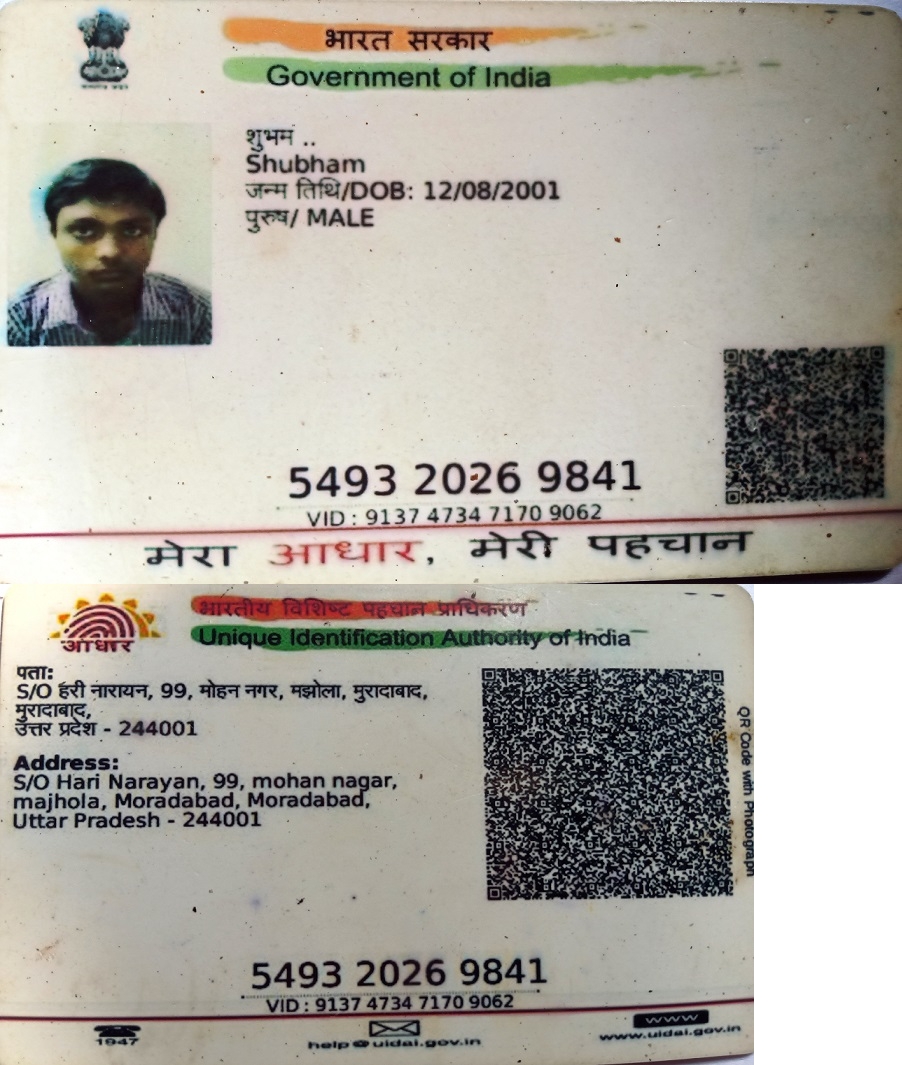 भारत सरकार
Government of India
शुभम ..
Shubham
जन्म तिथि/DOB: 12/08/2001
पुरुष/ MALE
5493 2026 9841
VID : 9137 4734 7170 9062
मेरा आधार, मेरी पहचान
भारतीय विशिष्ट पहचान प्राधिकरण
Unique Identification Authority of India
आधार
पता:
S/O हरी नारायन, 99, मोहन नगर, मझोला, मुरादाबाद,
मुरादाबाद,
उत्तर प्रदेश - 244001
Address:
S/O Hari Narayan, 99, mohan nagar,
majhola, Moradabad, Moradabad,
Uttar Pradesh - 244001
QR Code with Photograph
5493 2026 9841
VID : 9137 4734 7170 9062
1947
help@uidai.gov.in
WWW
www.uidai.gov.in